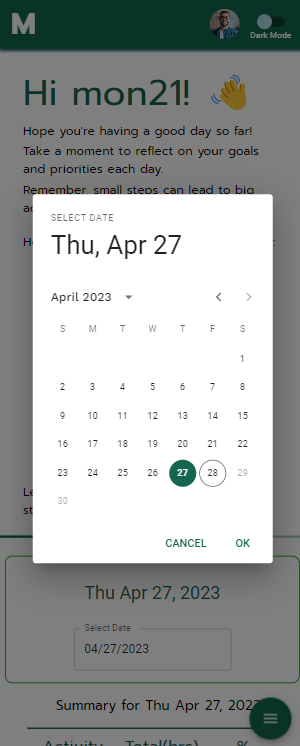 M
Dark Mode
Hi mon21!
Hope you're having a good day so far!
Take a moment to reflect on your goals
and priorities each day.
Remember, small steps can lead to big
SELECT DATE
Thu, Apr 27
April 2023
S M T W T F S
1
2 3 4 5 6 7 8
9 10 11 12 13 14 15
16 17 18 19 20 21 22
23 24 25 26 27 28 29
30
CANCEL OK
Thu Apr 27, 2023
Select Date
04/27/2023
Summary for Thu Apr 27, 2023
Activity Total(hrs) %